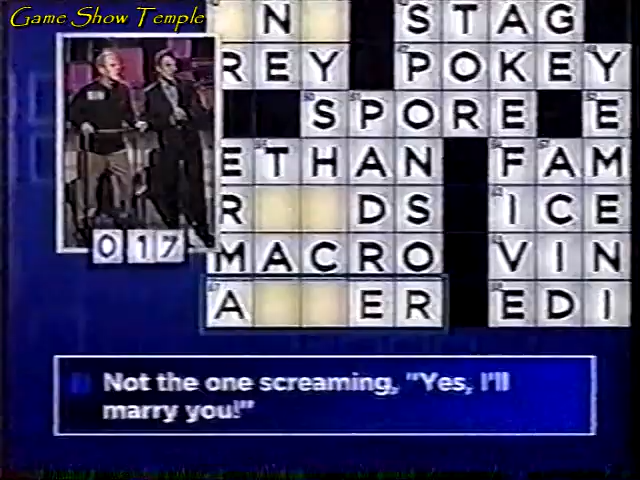 Game Show Temple
N STAG
REY POKEY
SPORE E
ETHAN FAM
R DS ICE
017
MACRO VIN
A ER EDI
Not the one screaming, "Yes, I'll
marry you!"